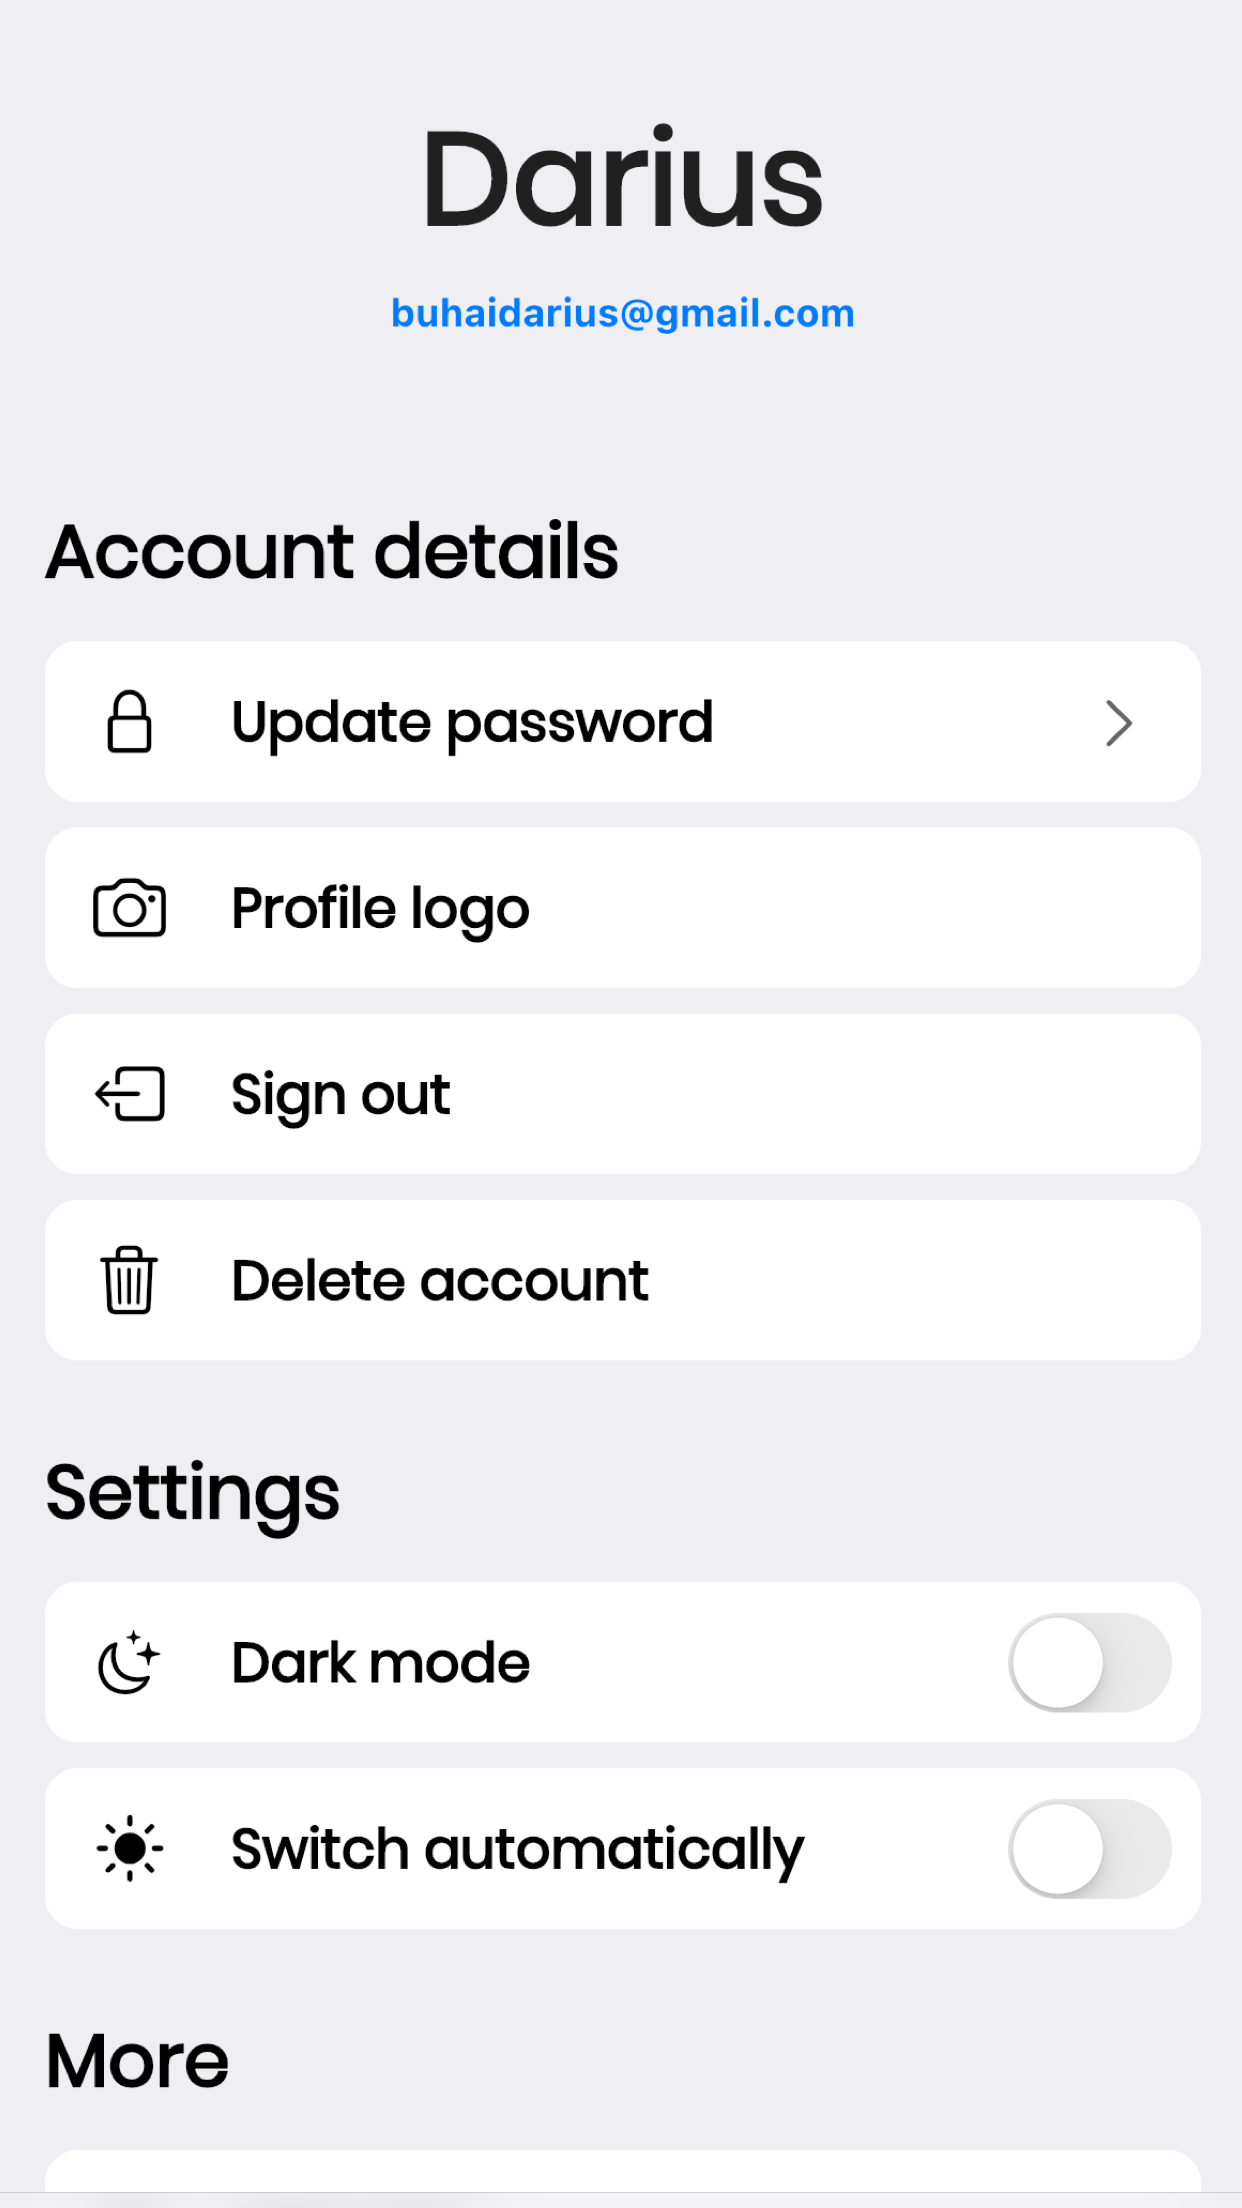 Darius
buhaidarius@gmail.com
Account details
Update password
Profile logo
Sign out
Delete account
Settings
Dark mode
Switch automatically
More